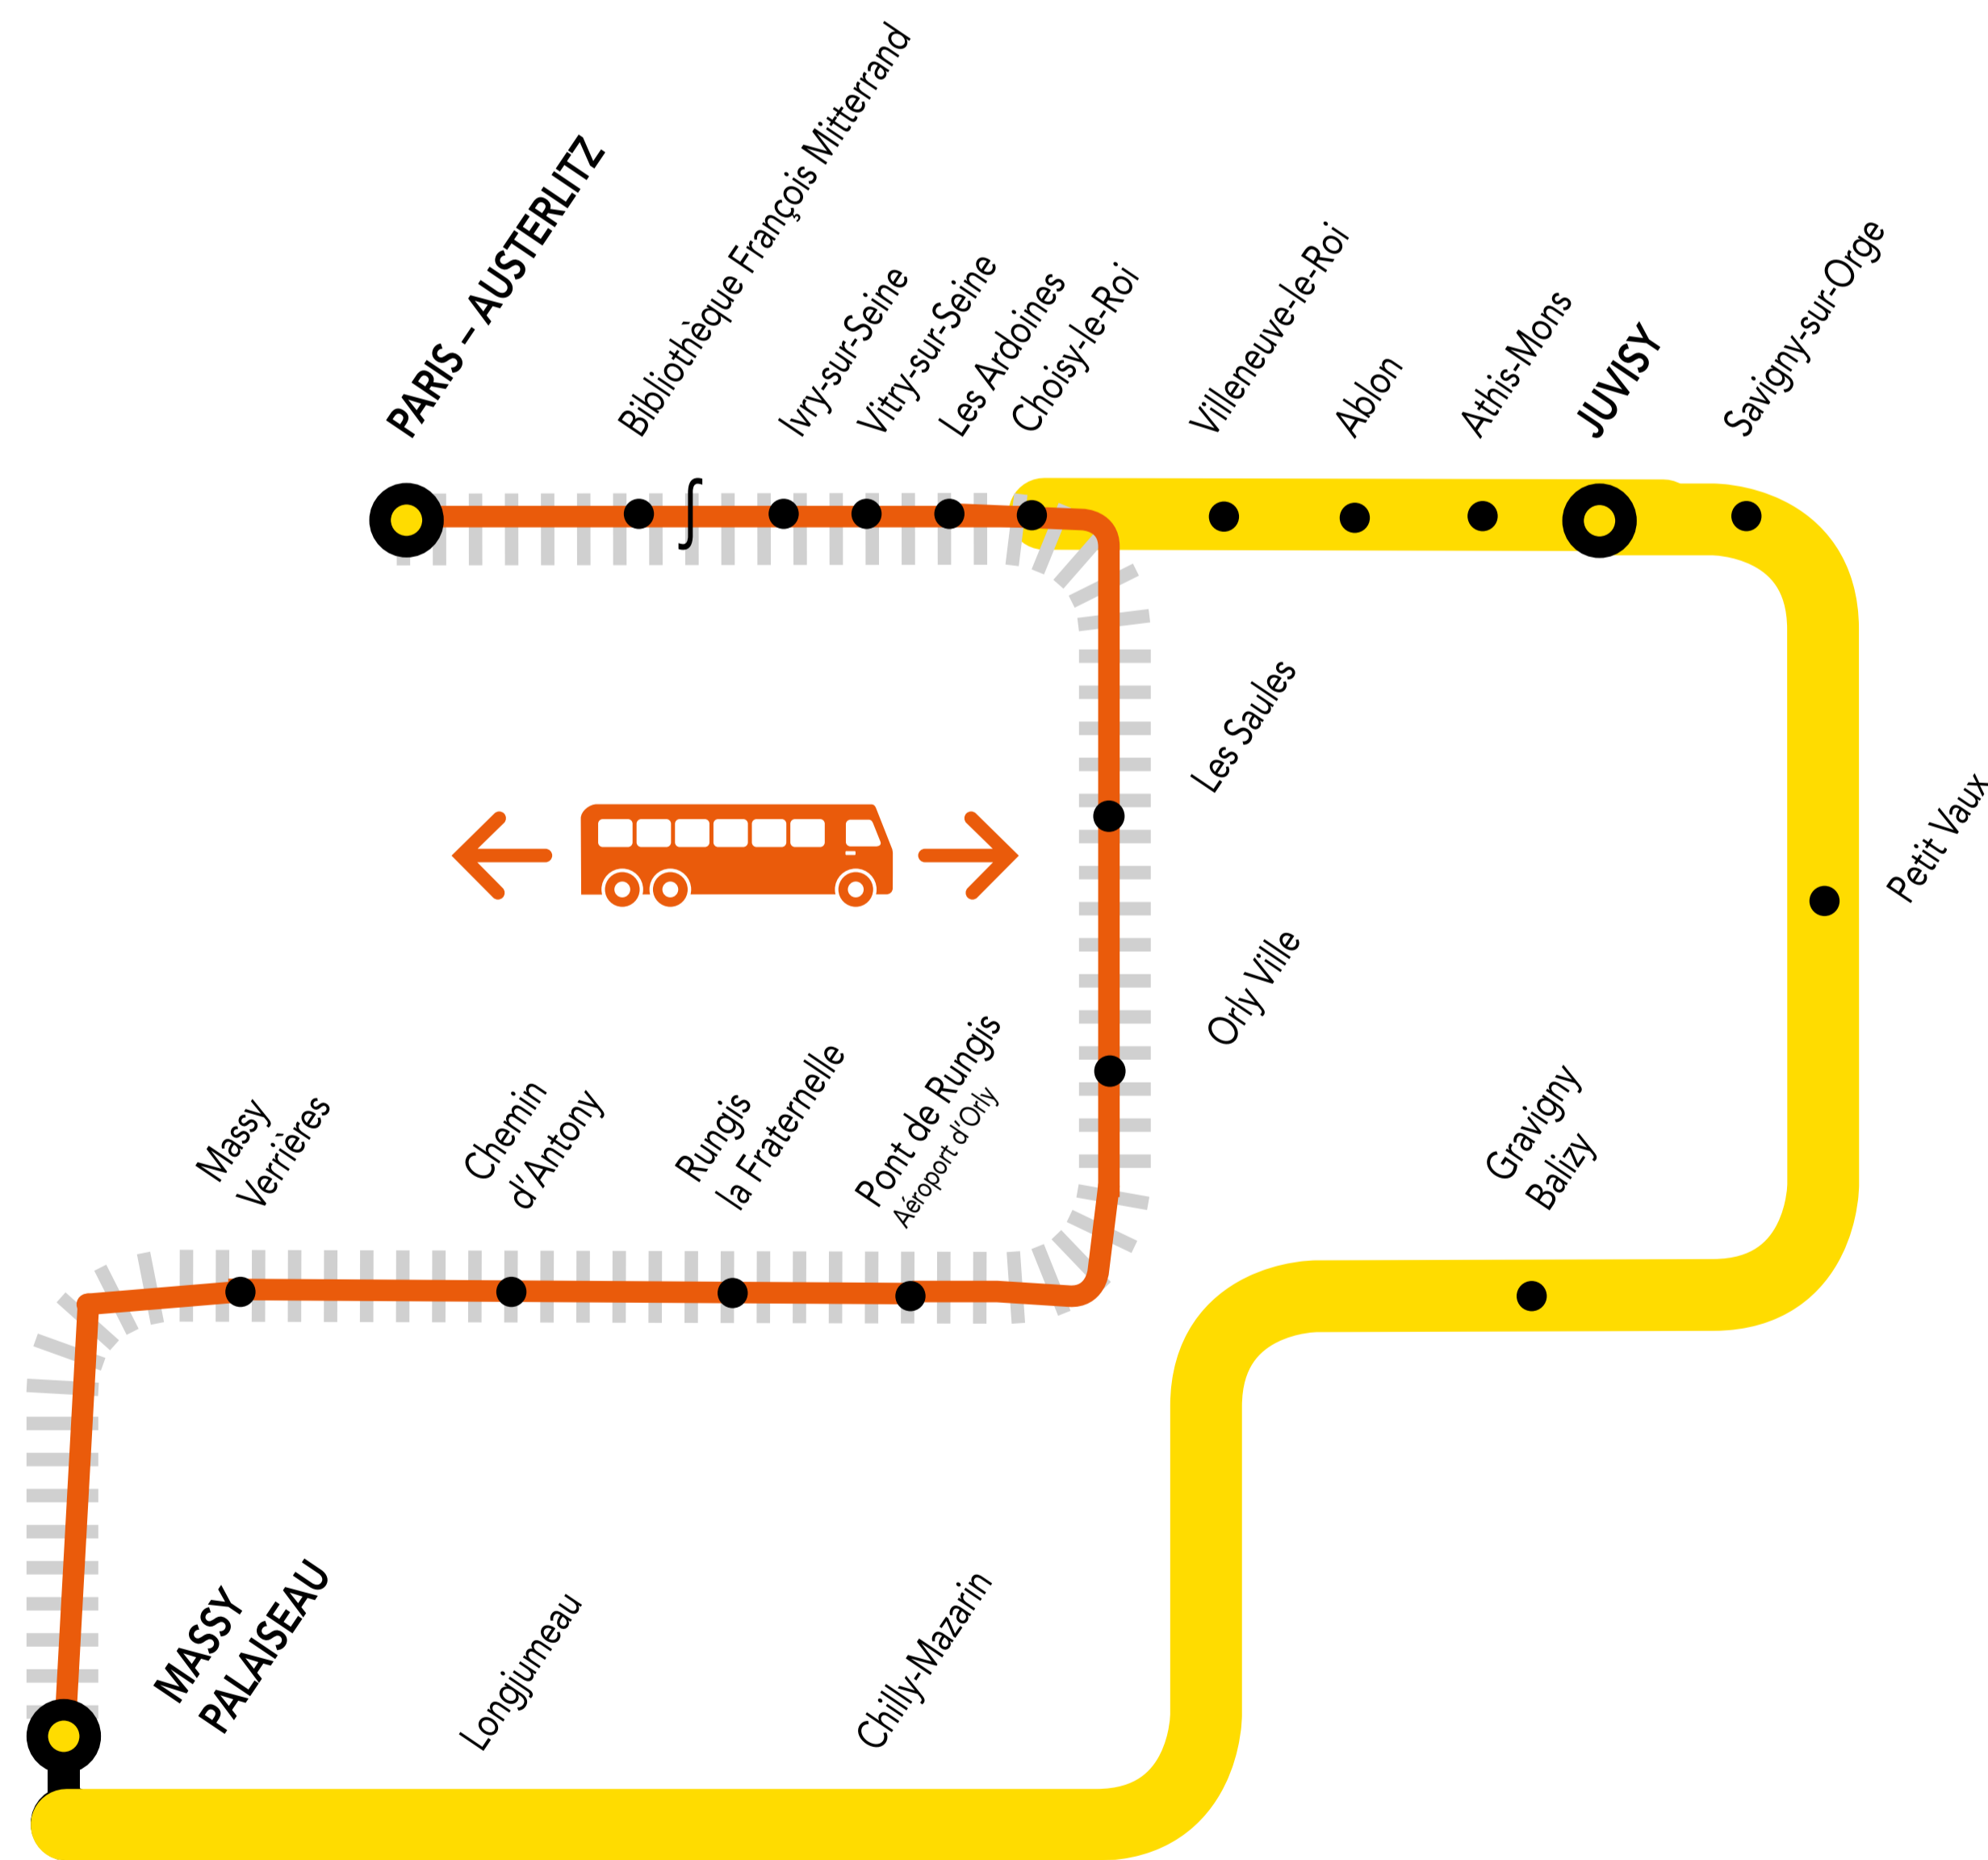 PARIS – AUSTERLITZ
Bibliothèque François Mitterrand
Ivry-sur-Seine
Vitry-sur-Seine
Les Ardoines
Choisy-le-Roi
Villeneuve-le-Roi
Ablon
Athis-Mons
JUVISY
Savigny-sur-Orge
Les Saules
Petit Vaux
Orly Ville
Massy
Verrières
Chemin
d'Antony
Rungis
la Fraternelle
Pont de Rungis
Aéroport d'Orly
Gravigny
Balizy
MASSY
PALAISEAU
Longjumeau
Chilly-Mazarin